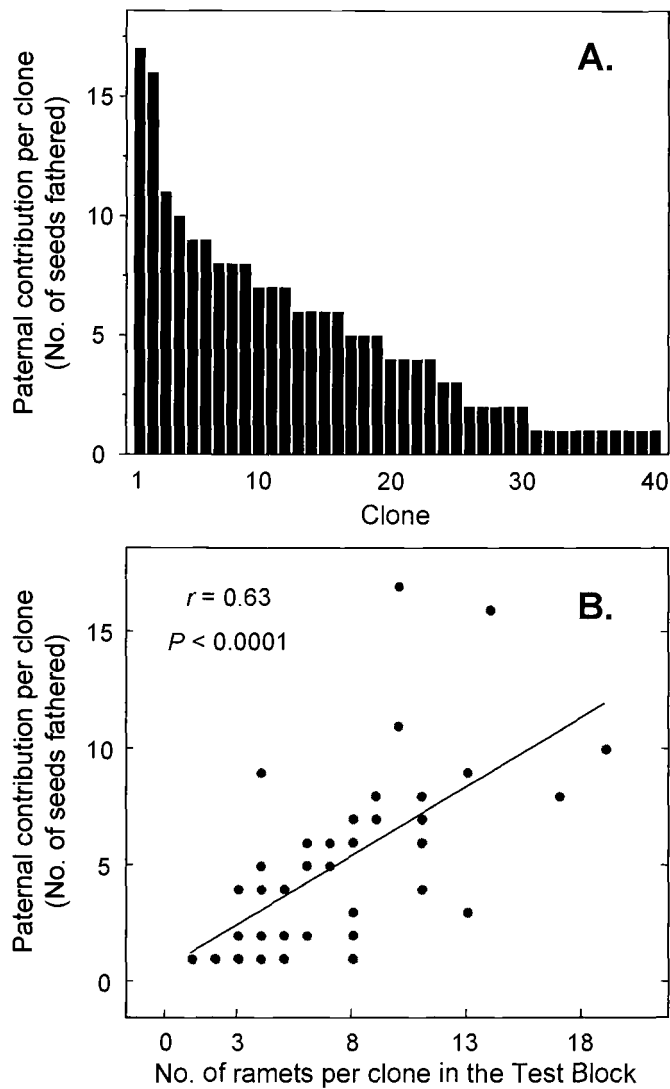 A.
Paternal contribution per clone
(No. of seeds fathered)
15
10
5
0
1 10 20 30 40
Clone
B.
r = 0.63
P < 0.0001
Paternal contribution per clone
(No. of seeds fathered)
15
10
5
0
0 3 8 13 18
No. of ramets per clone in the Test Block